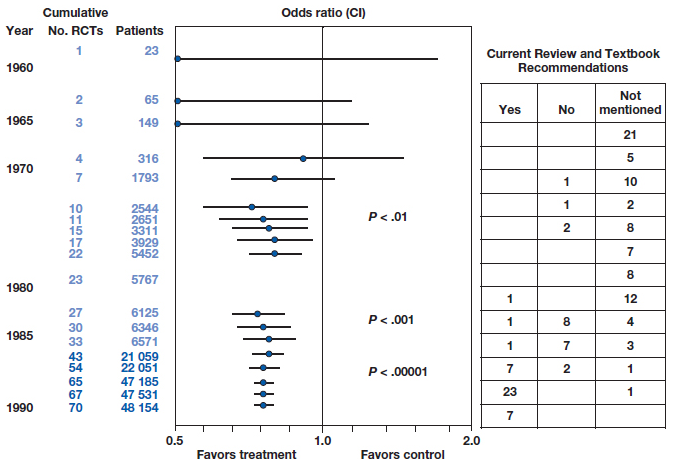 Cumulative
Odds ratio (CI)
Year No. RCTs Patients
1 23
1960
2 65
1965 3 149
4 316
1970
7 1793
10 2544
11 2651
15 3311
17 3929
22 5452
23 5767
1980
27 6125
30 6346
1985
33 6571
43 21 059
54 22 051
65 47 185
67 47 531
1990 70 48 154
P < .01
P < .001
P < .00001
0.5 1.0 2.0
Favors treatment Favors control
Current Review and Textbook
Recommendations
Yes No Not
mentioned
21
5
1 10
1 2
2 8
7
8
1 12
1 8 4
1 7 3
7 2 1
23 1
7